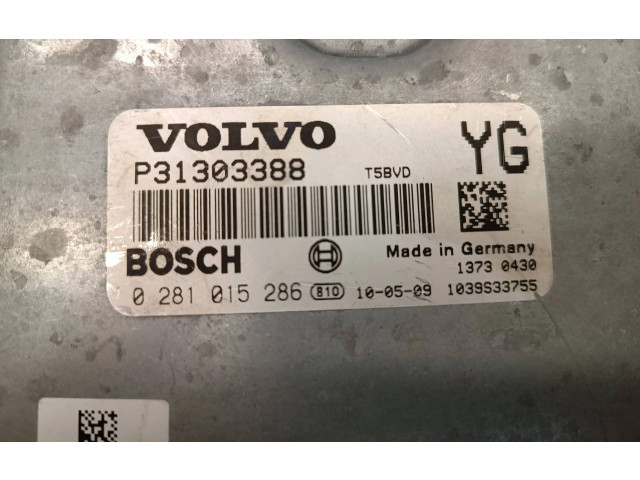 VOLVO YG
P31303388 T5BVD
BOSCH Made in Germany
1373 0430
0 281 015 286 810 10-05-09 1039S33755